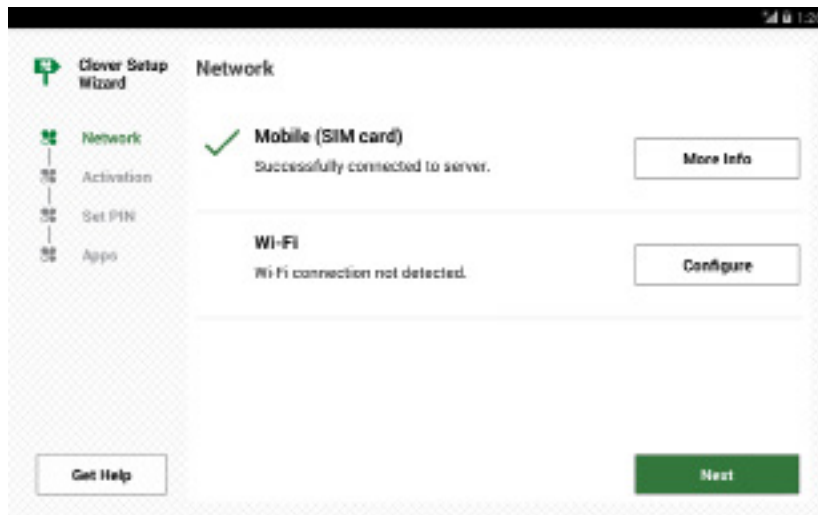 Clover Setup
Wizard
Network
Activation
Set PIN
Apps
Get Help
Network
Mobile (SIM card)
Successfully connected to server.
More Info
Wi-Fi
Wi-Fi connection not detected.
Configure
Next